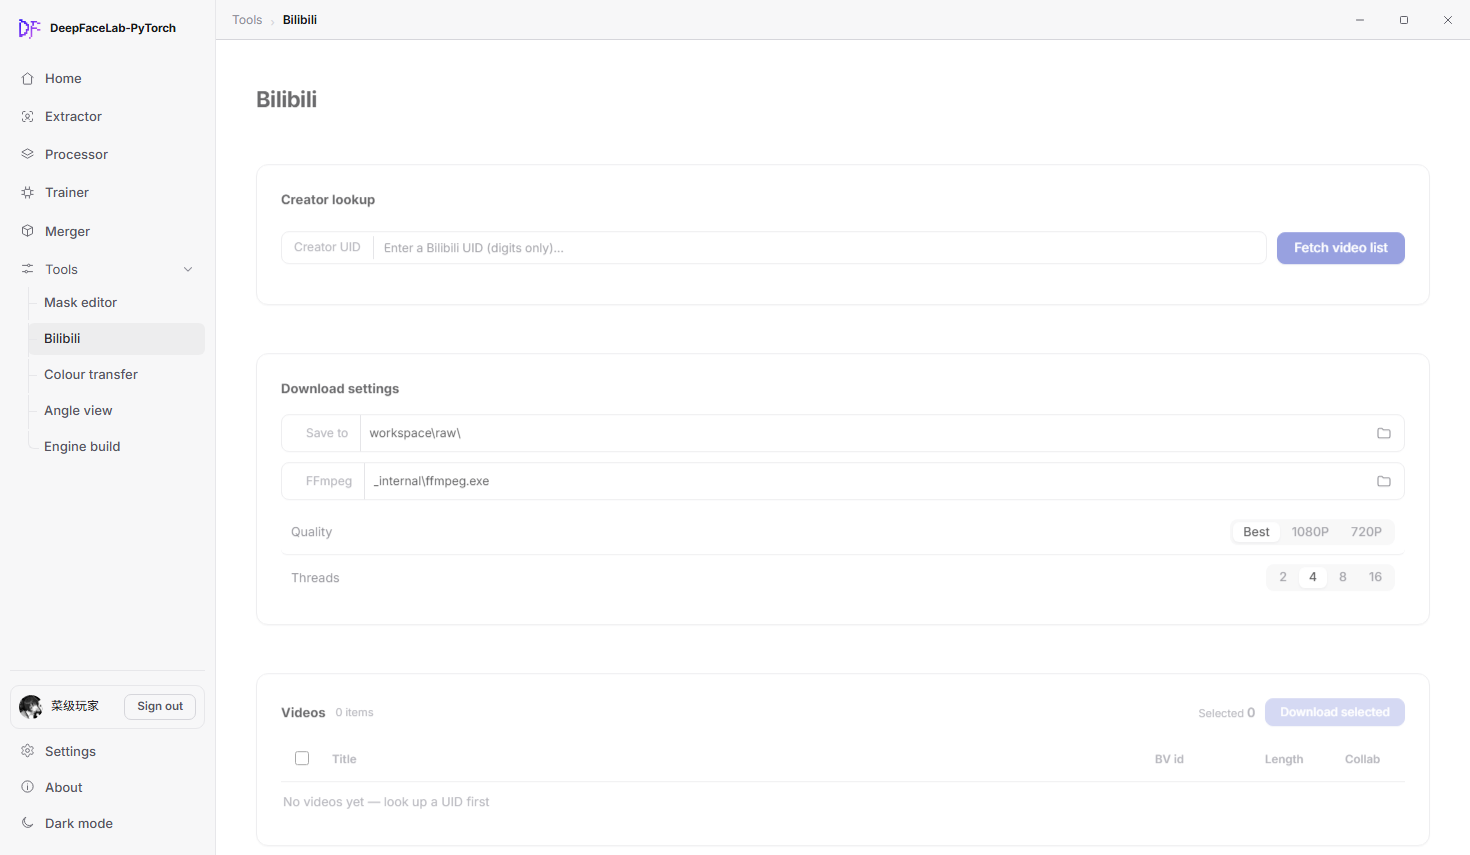 DeepFaceLab-PyTorch
Home
Extractor
Processor
Trainer
Merger
Tools
Mask editor
Bilibili
Colour transfer
Angle view
Engine build
菜级玩家
Sign out
Settings
About
Dark mode
Tools › Bilibili
Bilibili
Creator lookup
Creator UID Enter a Bilibili UID (digits only)... Fetch video list
Download settings
Save to workspace\raw\
FFmpeg _internal\ffmpeg.exe
Quality Best 1080P 720P
Threads 2 4 8 16
Videos 0 items Selected 0 Download selected
Title BV id Length Collab
No videos yet — look up a UID first